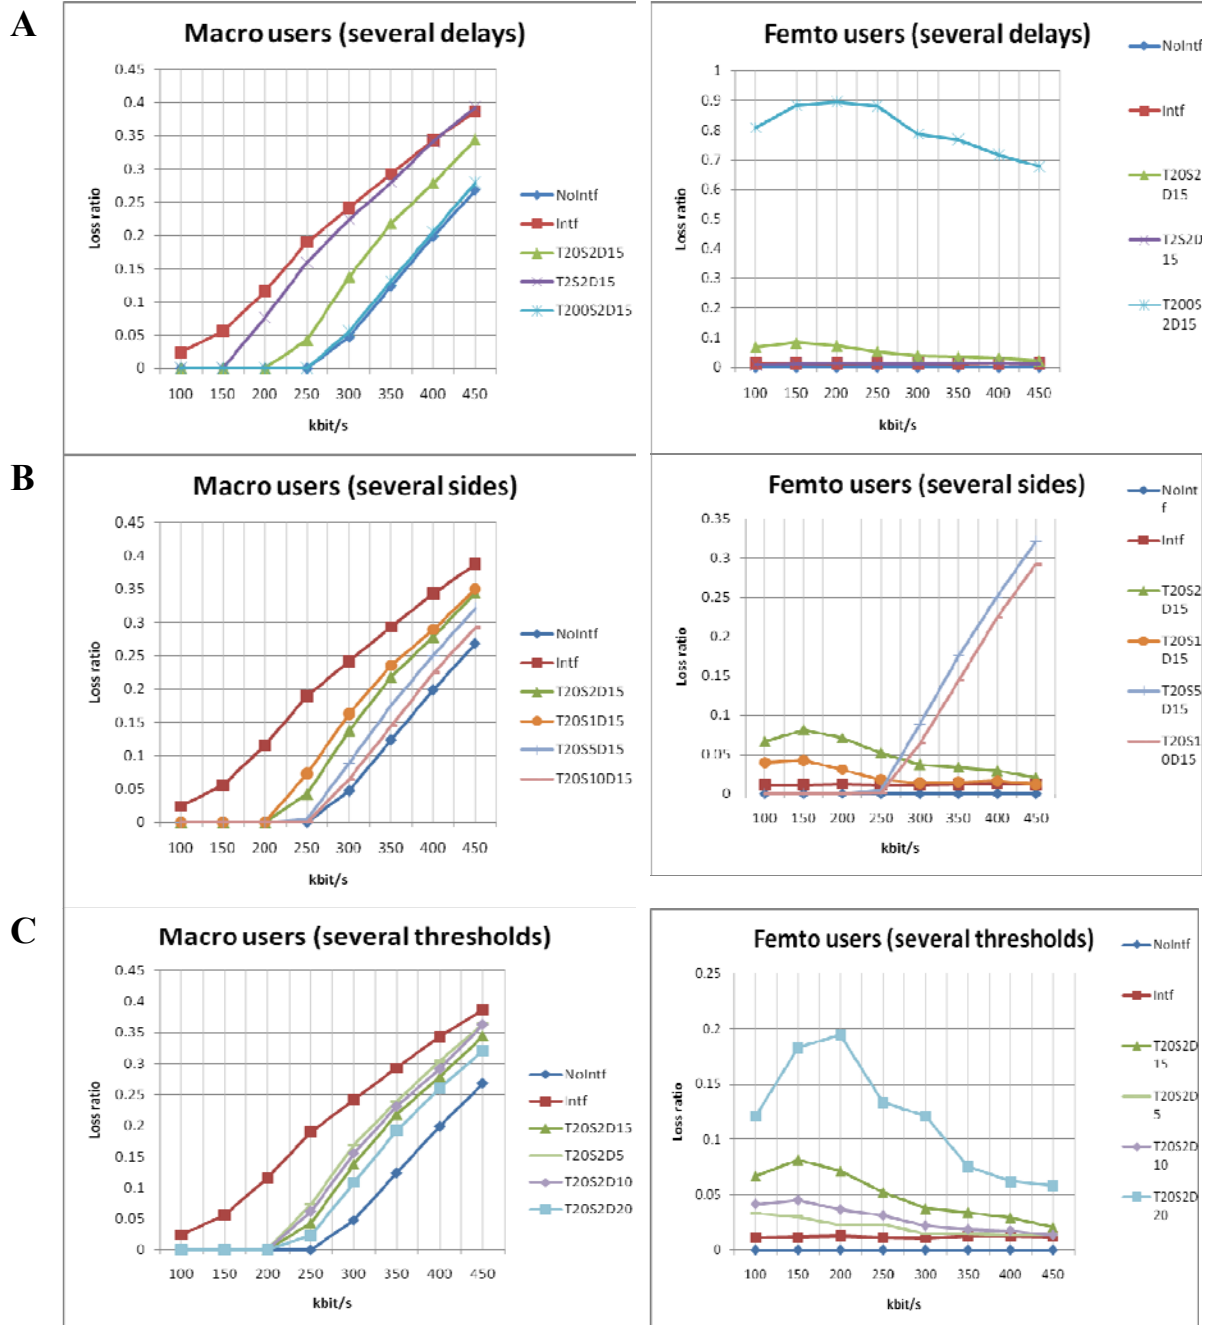 A
Macro users (several delays)
0.45
0.4
0.35
0.3
0.25
0.2
0.15
0.1
0.05
0
Loss ratio
100 150 200 250 300 350 400 450
kbit/s
NoIntf
Intf
T20S2D15
T2S2D15
T200S2D15
Femto users (several delays)
1
0.9
0.8
0.7
0.6
0.5
0.4
0.3
0.2
0.1
0
Loss ratio
100 150 200 250 300 350 400 450
kbit/s
NoIntf
Intf
T20S2
D15
T2S2D
15
T200S
2D15
B
Macro users (several sides)
0.45
0.4
0.35
0.3
0.25
0.2
0.15
0.1
0.05
0
Loss ratio
100 150 200 250 300 350 400 450
kbit/s
NoIntf
Intf
T20S2D15
T20S1D15
T20S5D15
T20S10D15
Femto users (several sides)
0.35
0.3
0.25
0.2
0.15
0.1
0.05
0
Loss ratio
100 150 200 250 300 350 400 450
kbit/s
NoInt
f
Intf
T20S2
D15
T20S1
D15
T20S5
D15
T20S1
0D15
C
Macro users (several thresholds)
0.45
0.4
0.35
0.3
0.25
0.2
0.15
0.1
0.05
0
Loss ratio
100 150 200 250 300 350 400 450
kbit/s
NoIntf
Intf
T20S2D15
T20S2D5
T20S2D10
T20S2D20
Femto users (several thresholds)
0.25
0.2
0.15
0.1
0.05
0
Loss ratio
100 150 200 250 300 350 400 450
kbit/s
NoIntf
Intf
T20S2D
15
T20S2D
5
T20S2D
10
T20S2D
20